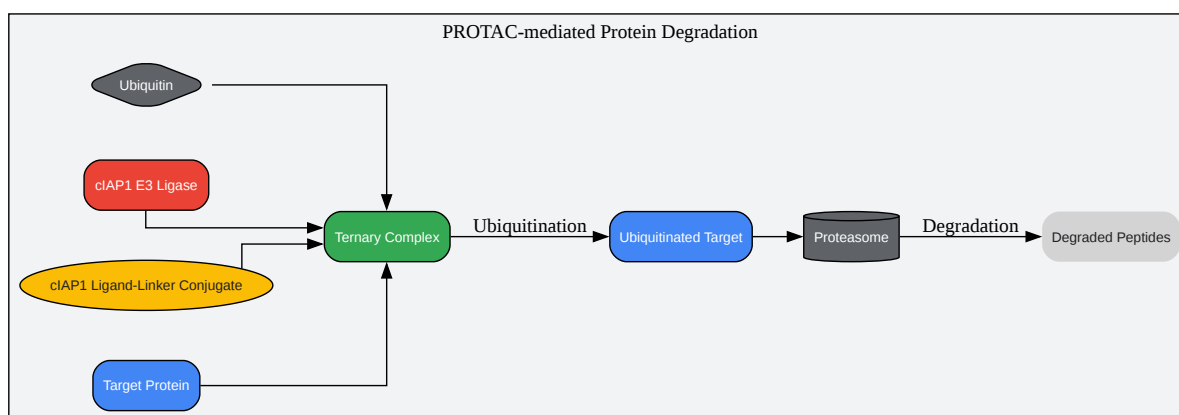 PROTAC-mediated Protein Degradation
Ubiquitin
cIAP1 E3 Ligase
cIAP1 Ligand-Linker Conjugate
Target Protein
Ternary Complex
Ubiquitination
Ubiquitinated Target
Proteasome
Degradation
Degraded Peptides